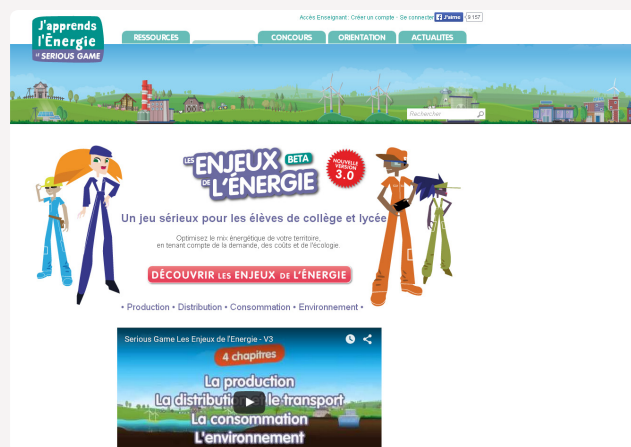 Accès Enseignant: Créer un compte - Se connecter J'aime 9 157
J'apprends
l'Énergie
LE SERIOUS GAME
RESSOURCES CONCOURS ORIENTATION ACTUALITES
Rechercher
LES ENJEUX BETA
DE L'ÉNERGIE
NOUVELLE
VERSION
3.0
Un jeu sérieux pour les élèves de collège et lycée
Optimisez le mix énergétique de votre territoire,
en tenant compte de la demande, des coûts et de l'écologie.
DÉCOUVRIR LES ENJEUX DE L'ÉNERGIE
• Production • Distribution • Consommation • Environnement •
Serious Game Les Enjeux de l'Energie - V3
4 chapitres
La production
La distribution et le transport
La consommation
L'environnement